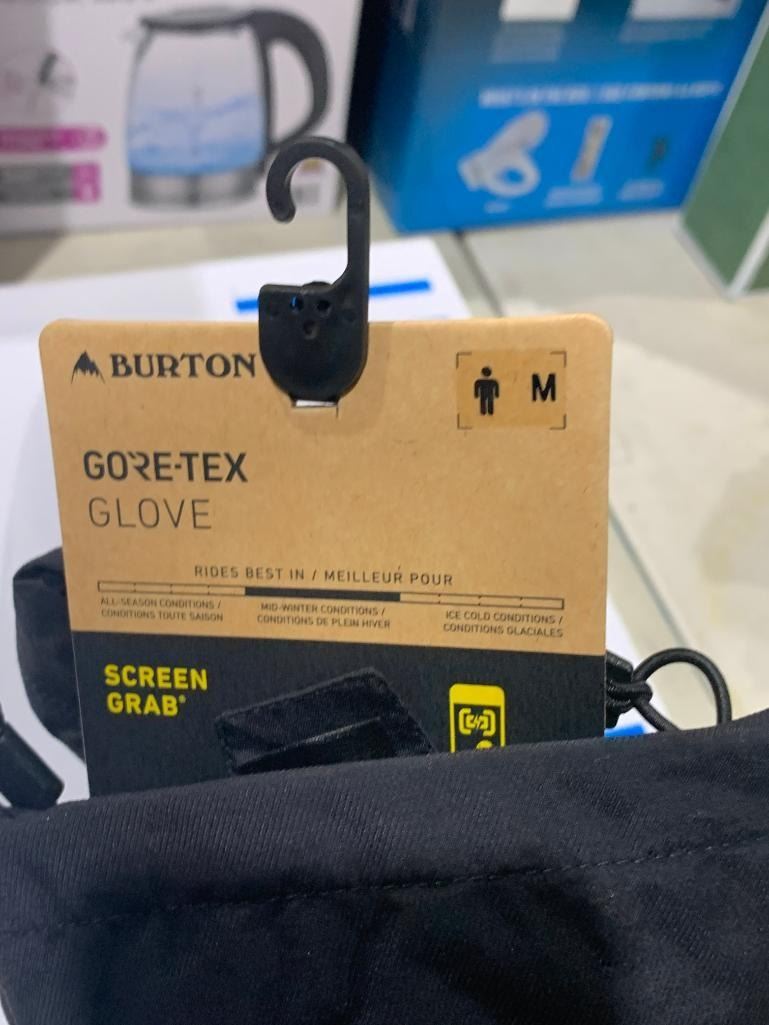 BURTON
M
GORE-TEX
GLOVE
RIDES BEST IN / MEILLEUR POUR
ALL-SEASON CONDITIONS /
CONDITIONS TOUTE SAISON
MID-WINTER CONDITIONS /
CONDITIONS DE PLEIN HIVER
ICE COLD CONDITIONS /
CONDITIONS GLACIALES
SCREEN
GRAB®